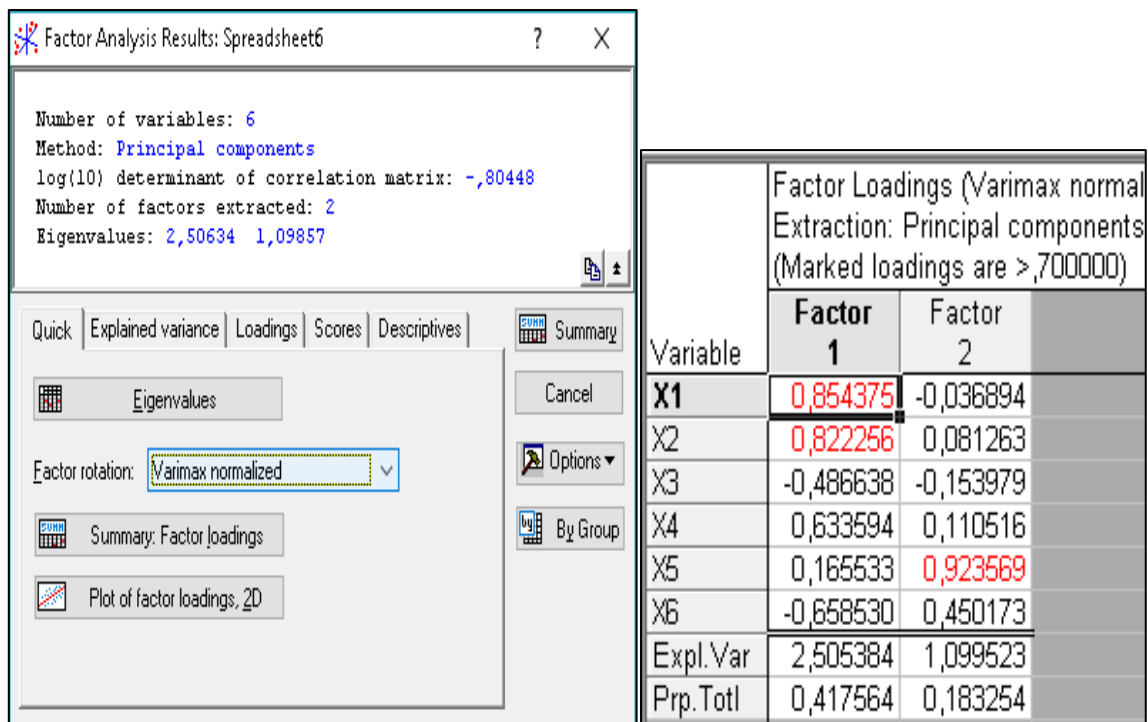 Factor Analysis Results: Spreadsheet6 ? X
Number of variables: 6
Method: Principal components
log(10) determinant of correlation matrix: -,80448
Number of factors extracted: 2
Eigenvalues: 2,50634 1,09857
Quick Explained variance Loadings Scores Descriptives
Eigenvalues
Factor rotation: Varimax normalized
Summary: Factor loadings
Plot of factor loadings, 2D
Summary
Cancel
Options
By Group
Factor Loadings (Varimax normal
Extraction: Principal components
(Marked loadings are >,700000)
Variable Factor 1 Factor 2
X1 0,854375 -0,036894
X2 0,822256 0,081263
X3 -0,486638 -0,153979
X4 0,633594 0,110516
X5 0,165533 0,923569
X6 -0,658530 0,450173
Expl.Var 2,505384 1,099523
Prp.Totl 0,417564 0,183254